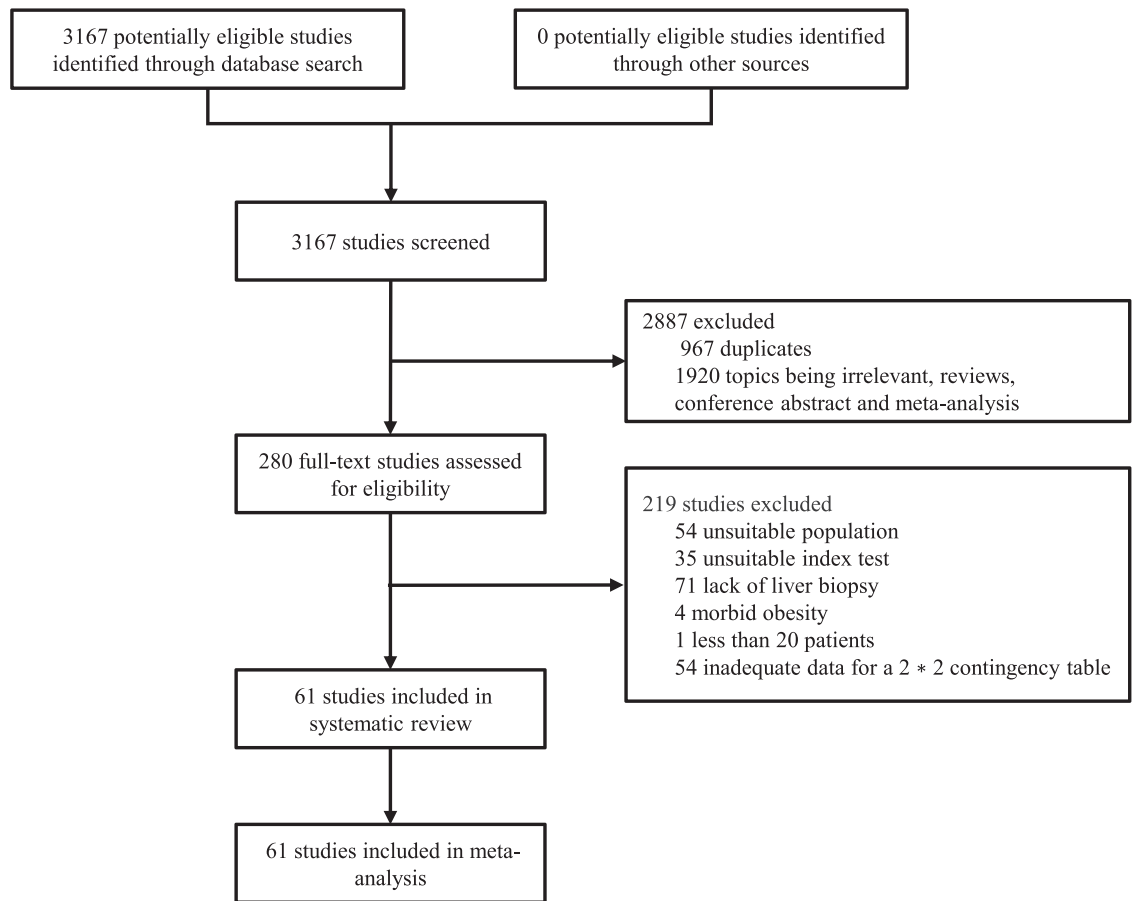 3167 potentially eligible studies
identified through database search
0 potentially eligible studies identified
through other sources
3167 studies screened
2887 excluded
967 duplicates
1920 topics being irrelevant, reviews,
conference abstract and meta-analysis
280 full-text studies assessed
for eligibility
219 studies excluded
54 unsuitable population
35 unsuitable index test
71 lack of liver biopsy
4 morbid obesity
1 less than 20 patients
54 inadequate data for a 2 * 2 contingency table
61 studies included in
systematic review
61 studies included in meta-
analysis